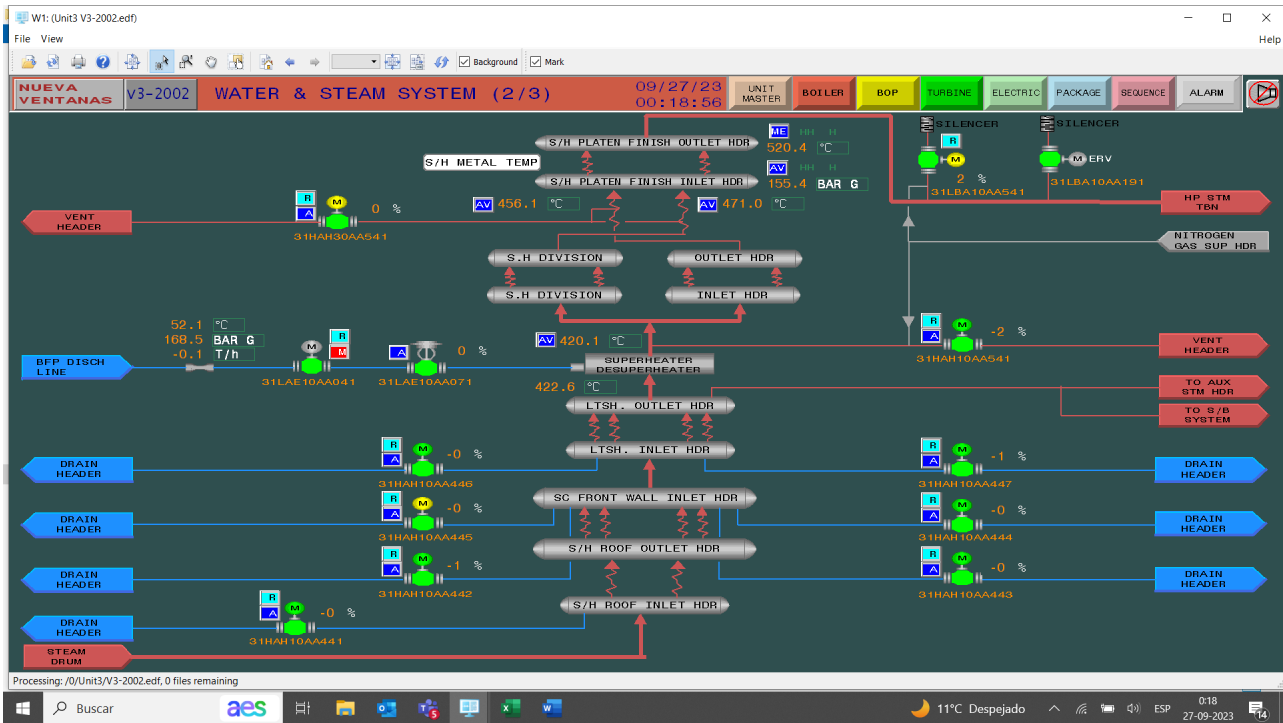 W1: (Unit3 V3-2002.edf)
File View Help
Background Mark
NUEVA VENTANAS
V3-2002
WATER & STEAM SYSTEM (2/3)
09/27/23
00:18:56
UNIT MASTER
BOILER
BOP
TURBINE
ELECTRIC
PACKAGE
SEQUENCE
ALARM
S/H PLATEN FINISH OUTLET HDR
ME HH H
520.4 °C
SILENCER
SILENCER
R
M
2 %
31LBA10AA541
M ERV
31LBA10AA191
S/H METAL TEMP
S/H PLATEN FINISH INLET HDR
AV HH H
155.4 BAR G
R
A
M
0 %
31HAH30AA541
VENT HEADER
AV 456.1 °C
AV 471.0 °C
HP STM TBN
NITROGEN GAS SUP HDR
S.H DIVISION
OUTLET HDR
S.H DIVISION
INLET HDR
52.1 °C
168.5 BAR G
-0.1 T/h
BFP DISCH LINE
M
R
M
31LAE10AA041
A
0 %
31LAE10AA071
AV 420.1 °C
SUPERHEATER DESUPERHEATER
422.6 °C
R
A
M
-2 %
31HAH10AA541
VENT HEADER
LTSH. OUTLET HDR
TO AUX STM HDR
TO S/B SYSTEM
LTSH. INLET HDR
DRAIN HEADER
R
A
M
-0 %
31HAH10AA446
R
A
M
-1 %
31HAH10AA447
DRAIN HEADER
SC FRONT WALL INLET HDR
DRAIN HEADER
R
A
M
-0 %
31HAH10AA445
R
A
M
-0 %
31HAH10AA444
DRAIN HEADER
S/H ROOF OUTLET HDR
DRAIN HEADER
R
A
M
-1 %
31HAH10AA442
R
A
M
-0 %
31HAH10AA443
DRAIN HEADER
S/H ROOF INLET HDR
DRAIN HEADER
R
A
M
-0 %
31HAH10AA441
STEAM DRUM
Processing: /0/Unit3/V3-2002.edf, 0 files remaining
Buscar
aes
11°C Despejado
ESP
0:18
27-09-2023
14